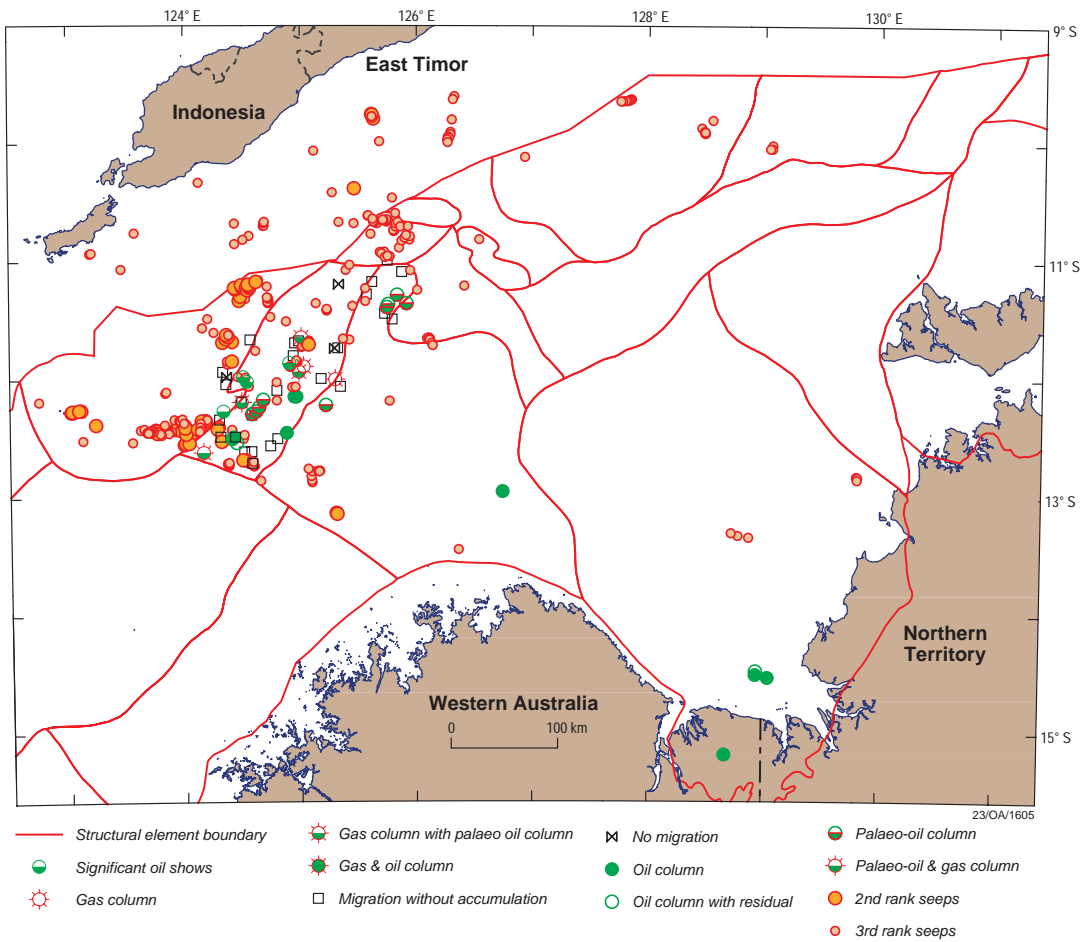 124° E
126° E
128° E
130° E
9° S
East Timor
Indonesia
11° S
13° S
Northern
Territory
Western Australia
0 100 km
15° S
23/OA/1605
Structural element boundary
Significant oil shows
Gas column
Gas column with palaeo oil column
Gas & oil column
Migration without accumulation
No migration
Oil column
Oil column with residual
Palaeo-oil column
Palaeo-oil & gas column
2nd rank seeps
3rd rank seeps